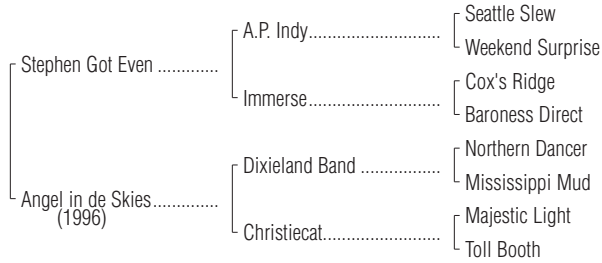 Seattle Slew
A.P. Indy..............................
Weekend Surprise
Stephen Got Even .............
Cox's Ridge
Immerse..............................
Baroness Direct
Northern Dancer
Dixieland Band ..................
Mississippi Mud
Angel in de Skies..............
(1996)
Majestic Light
Christiecat...........................
Toll Booth